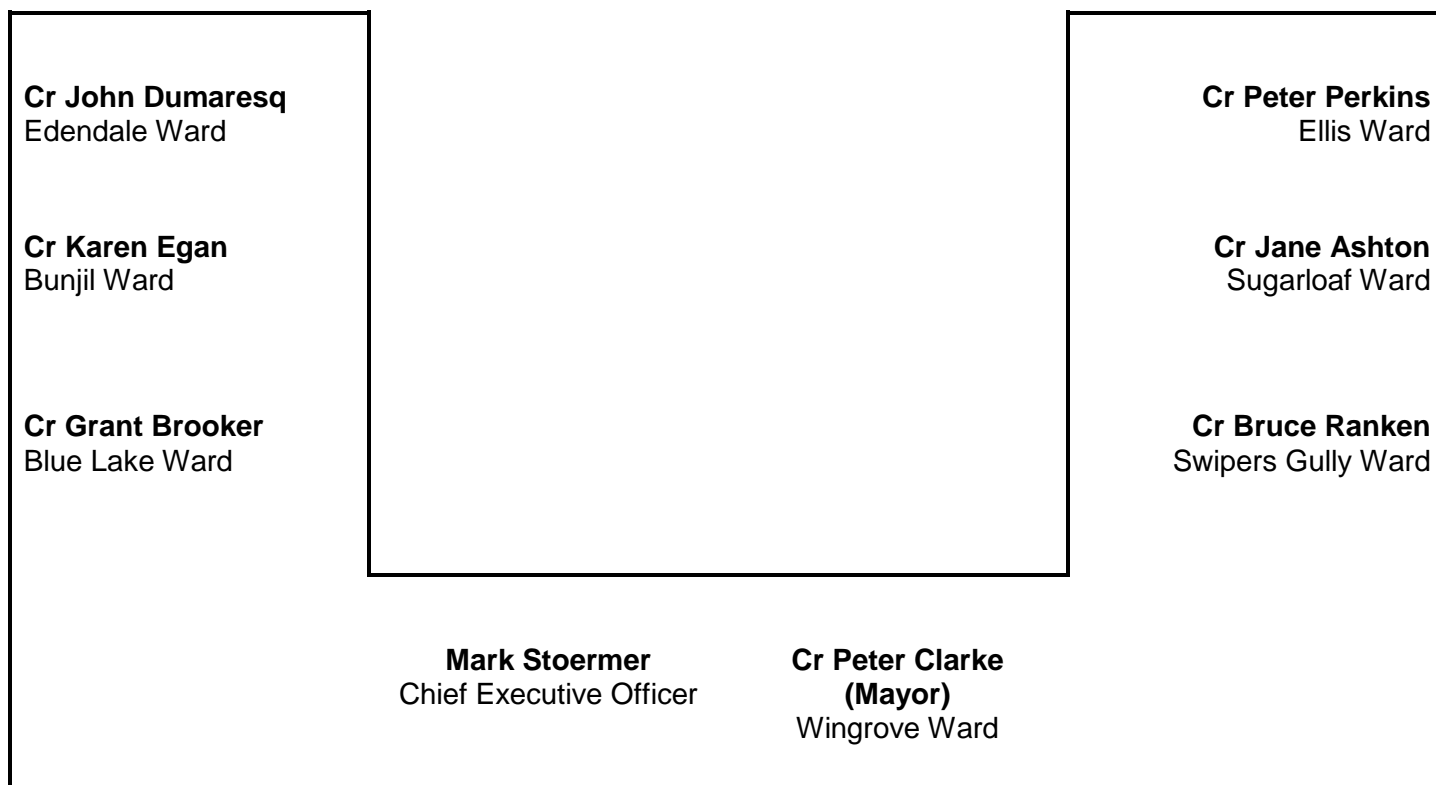 Cr John Dumaresq
Edendale Ward
Cr Peter Perkins
Ellis Ward
Cr Karen Egan
Bunjil Ward
Cr Jane Ashton
Sugarloaf Ward
Cr Grant Brooker
Blue Lake Ward
Cr Bruce Ranken
Swipers Gully Ward
Mark Stoermer
Chief Executive Officer
Cr Peter Clarke
(Mayor)
Wingrove Ward